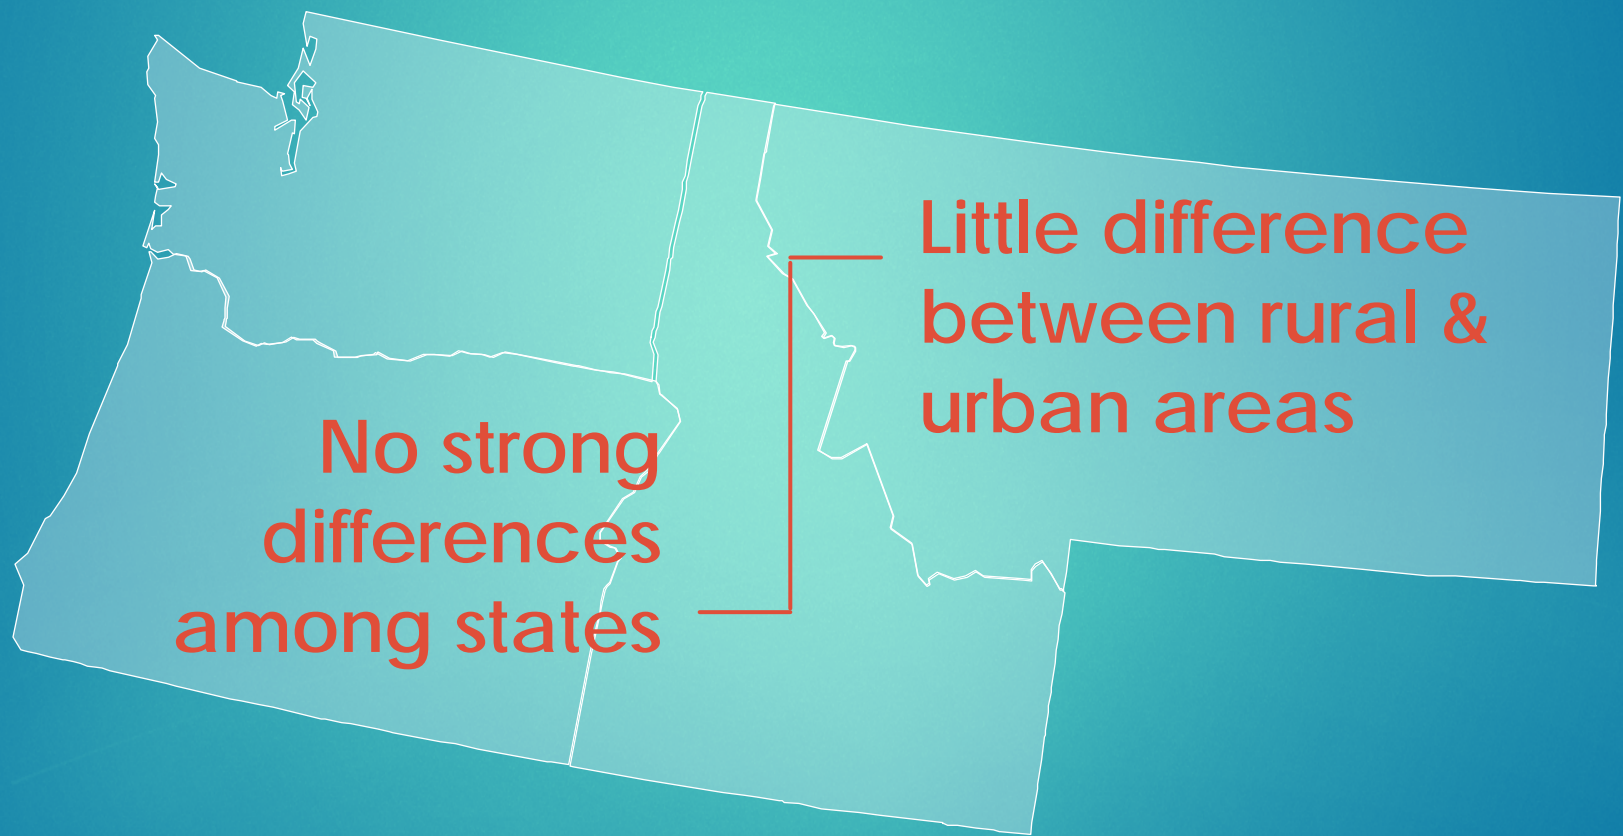 Little difference
between rural &
urban areas
No strong
differences
among states